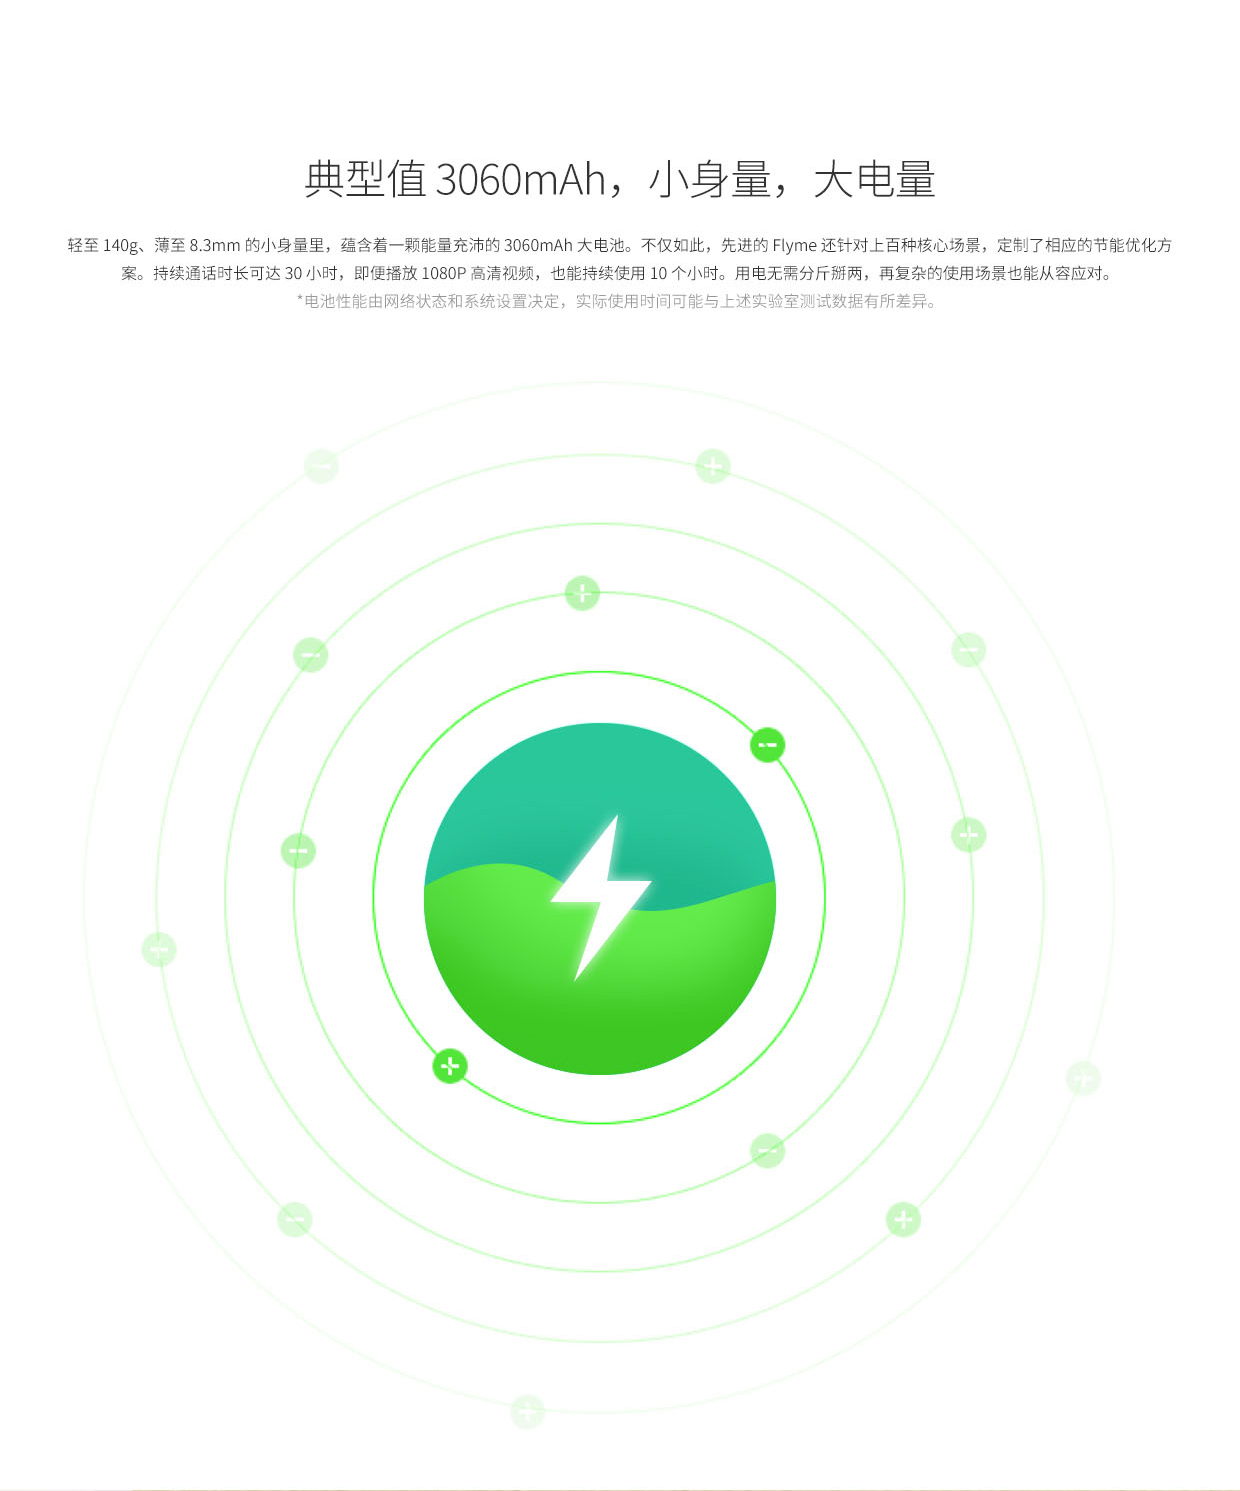 典型值 3060mAh，小身量，大电量
轻至 140g、薄至 8.3mm 的小身量里，蕴含着一颗能量充沛的 3060mAh 大电池。不仅如此，先进的 Flyme 还针对上百种核心场景，定制了相应的节能优化方
案。持续通话时长可达 30 小时，即便播放 1080P 高清视频，也能持续使用 10 个小时。用电无需分斤掰两，再复杂的使用场景也能从容应对。
*电池性能由网络状态和系统设置决定，实际使用时间可能与上述实验室测试数据有所差异。